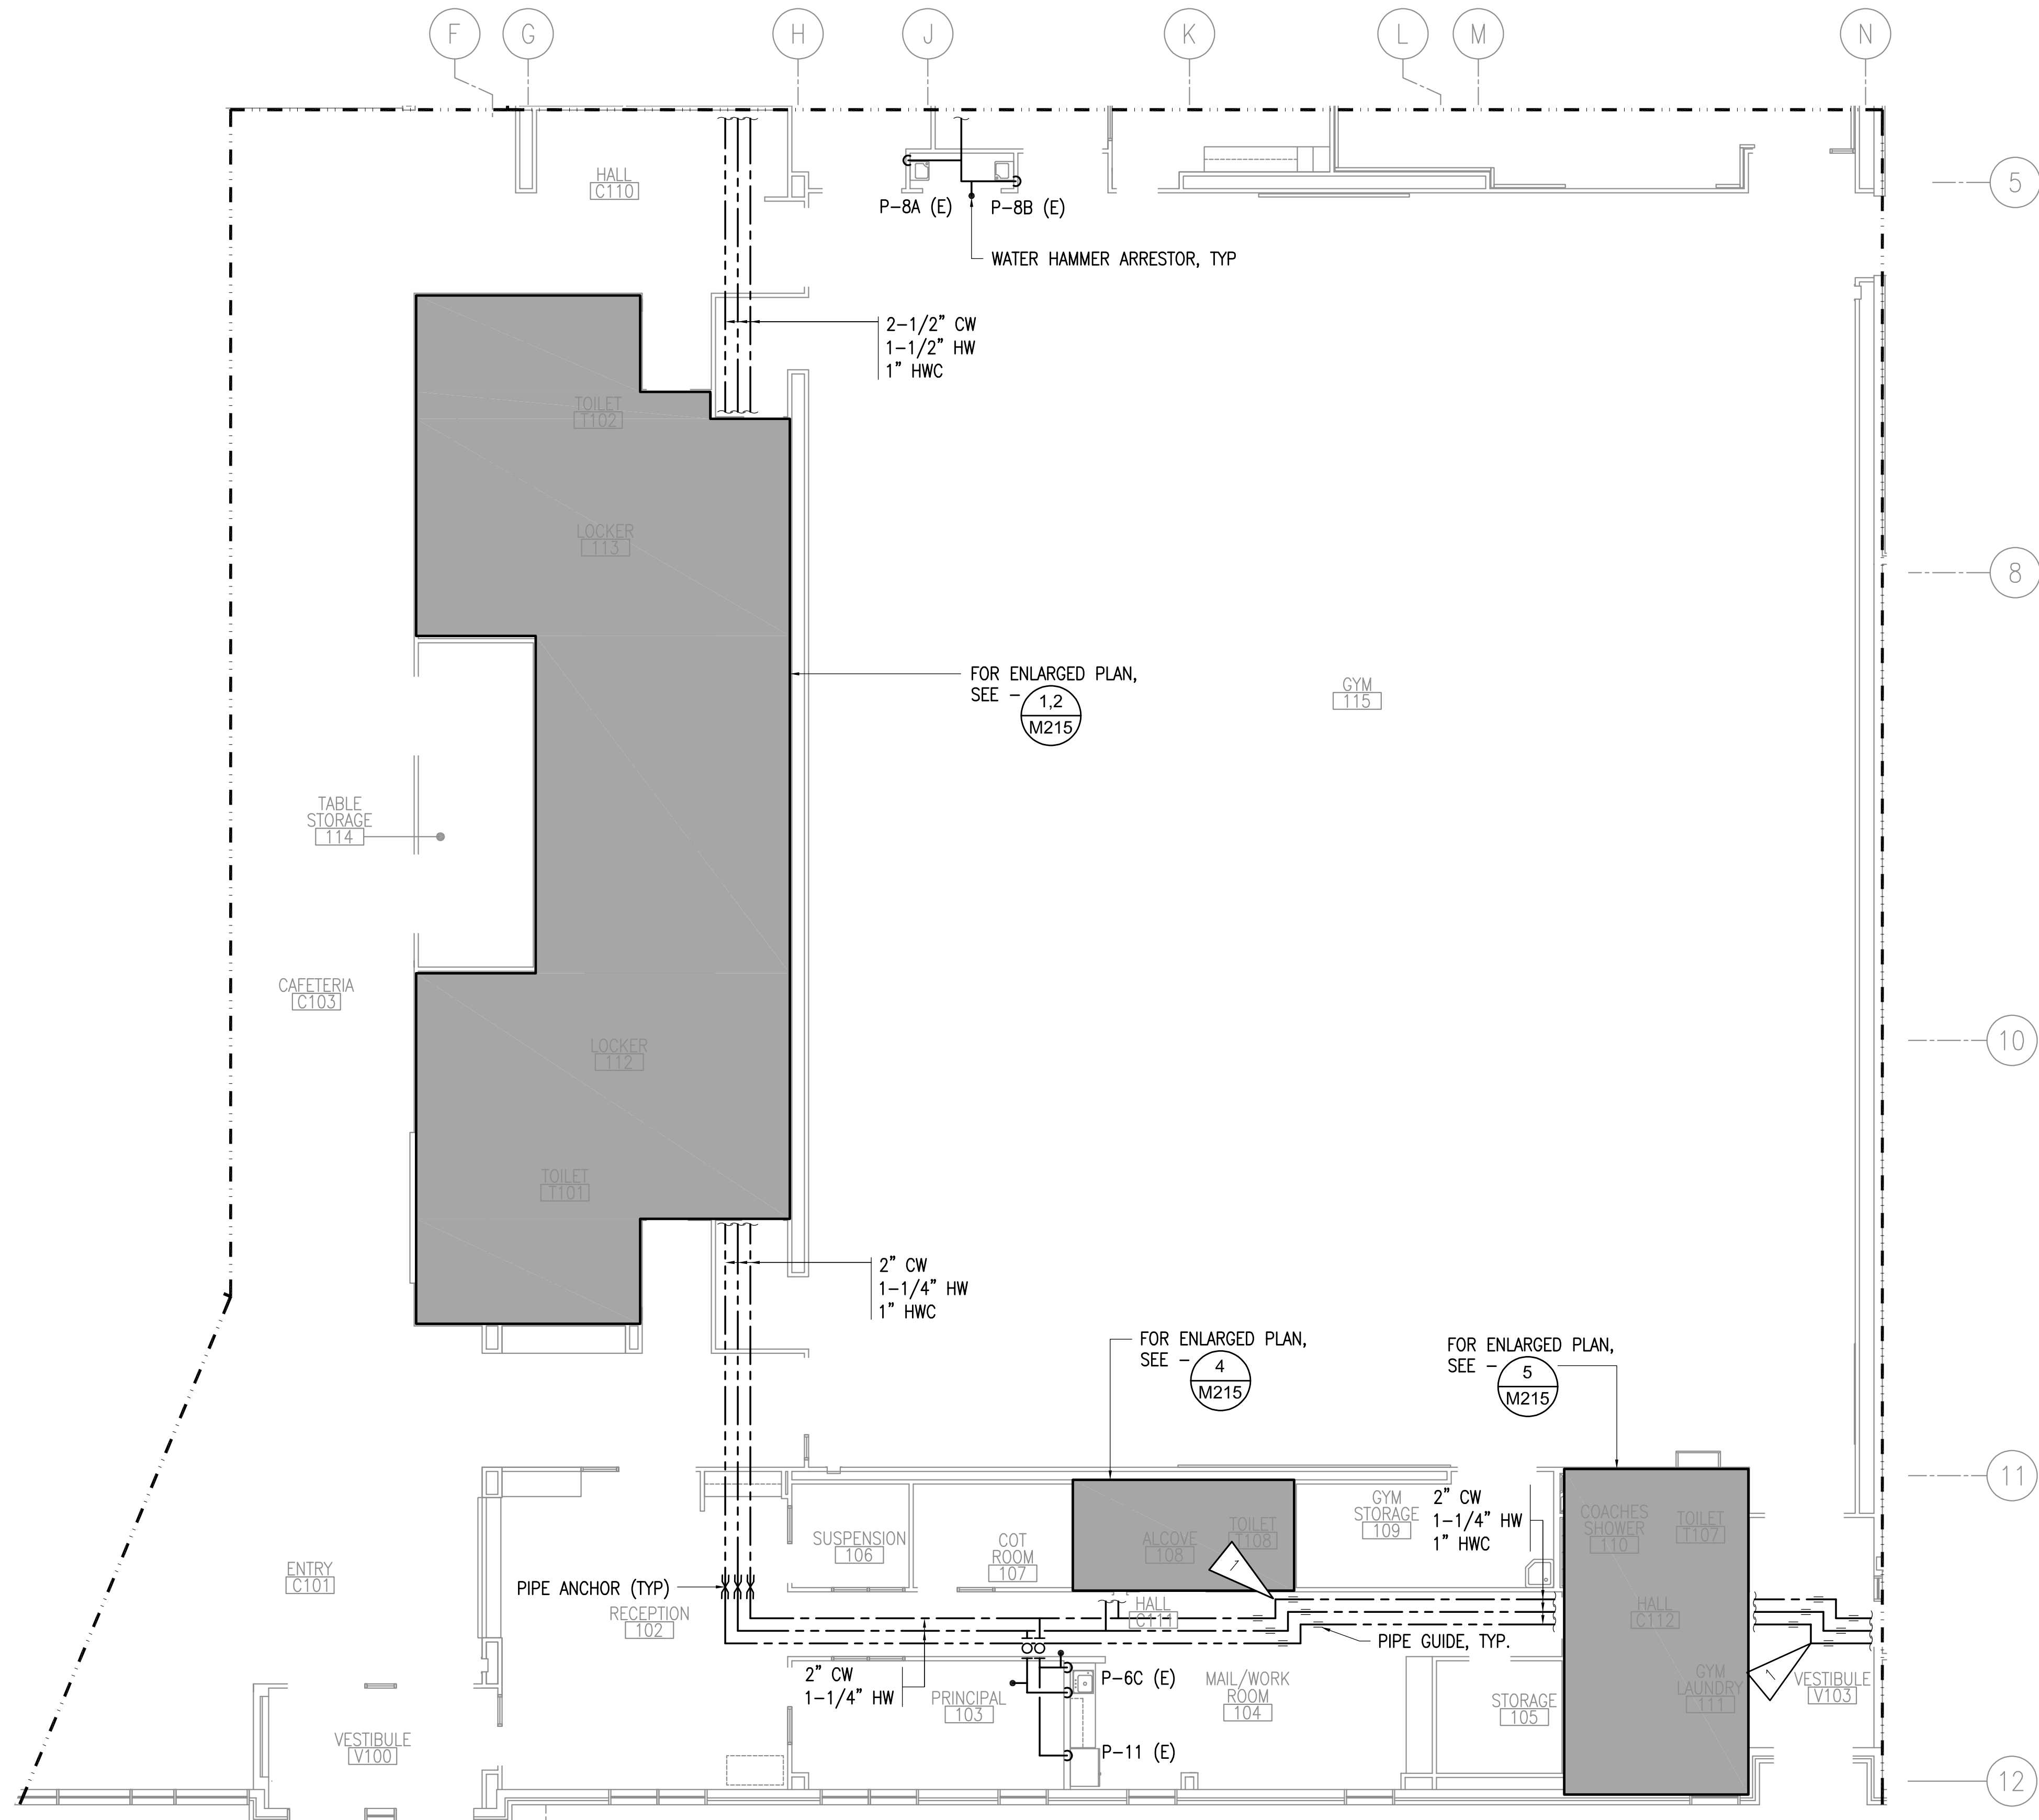 F
G
H
J
K
L
M
N
5
HALL
C110
P-8A (E)
P-8B (E)
WATER HAMMER ARRESTOR, TYP
2-1/2" CW
1-1/2" HW
1" HWC
TOILET
T102
LOCKER
113
8
FOR ENLARGED PLAN,
SEE -
1,2
M215
GYM
115
TABLE
STORAGE
114
CAFETERIA
C103
LOCKER
112
10
TOILET
T101
2" CW
1-1/4" HW
1" HWC
FOR ENLARGED PLAN,
SEE -
4
M215
FOR ENLARGED PLAN,
SEE -
5
M215
11
SUSPENSION
106
COT
ROOM
107
ALCOVE
108
TOILET
T108
GYM
STORAGE
109
2" CW
1-1/4" HW
1" HWC
COACHES
SHOWER
110
TOILET
T107
ENTRY
C101
PIPE ANCHOR (TYP)
RECEPTION
102
1
HALL
C111
HALL
C112
PIPE GUIDE, TYP.
2" CW
1-1/4" HW
PRINCIPAL
103
P-6C (E)
MAIL/WORK
ROOM
104
STORAGE
105
GYM
LAUNDRY
111
1
VESTIBULE
V103
VESTIBULE
V100
P-11 (E)
12